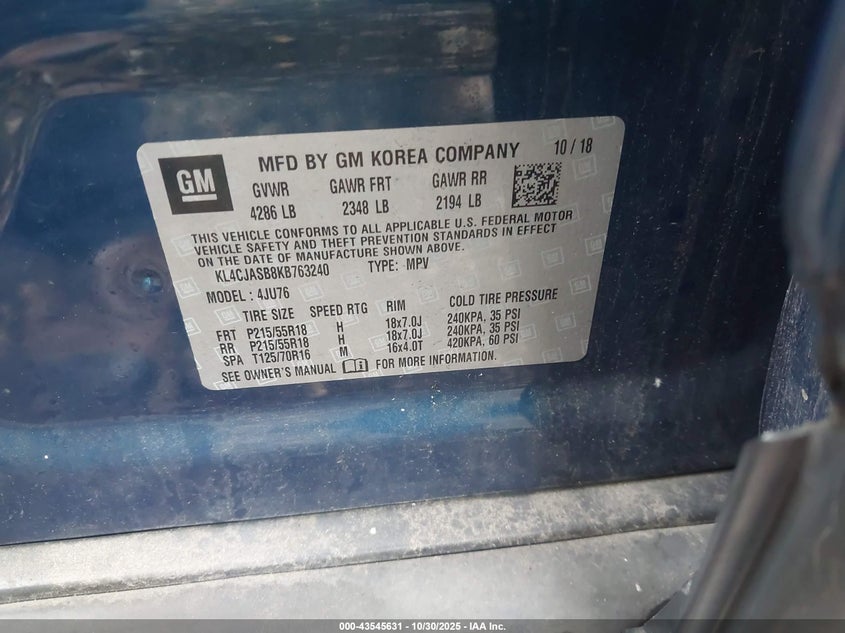 GM
MFD BY GM KOREA COMPANY 10 / 18
GVWR GAWR FRT GAWR RR
4286 LB 2348 LB 2194 LB
THIS VEHICLE CONFORMS TO ALL APPLICABLE U.S. FEDERAL MOTOR
VEHICLE SAFETY AND THEFT PREVENTION STANDARDS IN EFFECT
ON THE DATE OF MANUFACTURE SHOWN ABOVE.
KL4CJASB8KB763240 TYPE: MPV
MODEL: 4JU76
TIRE SIZE SPEED RTG RIM COLD TIRE PRESSURE
FRT P215/55R18 H 18x7.0J 240KPA, 35 PSI
RR P215/55R18 H 18x7.0J 240KPA, 35 PSI
SPA T125/70R16 M 16x4.0T 420KPA, 60 PSI
SEE OWNER'S MANUAL i FOR MORE INFORMATION.
000-43545631 - 10/30/2025 - IAA Inc.